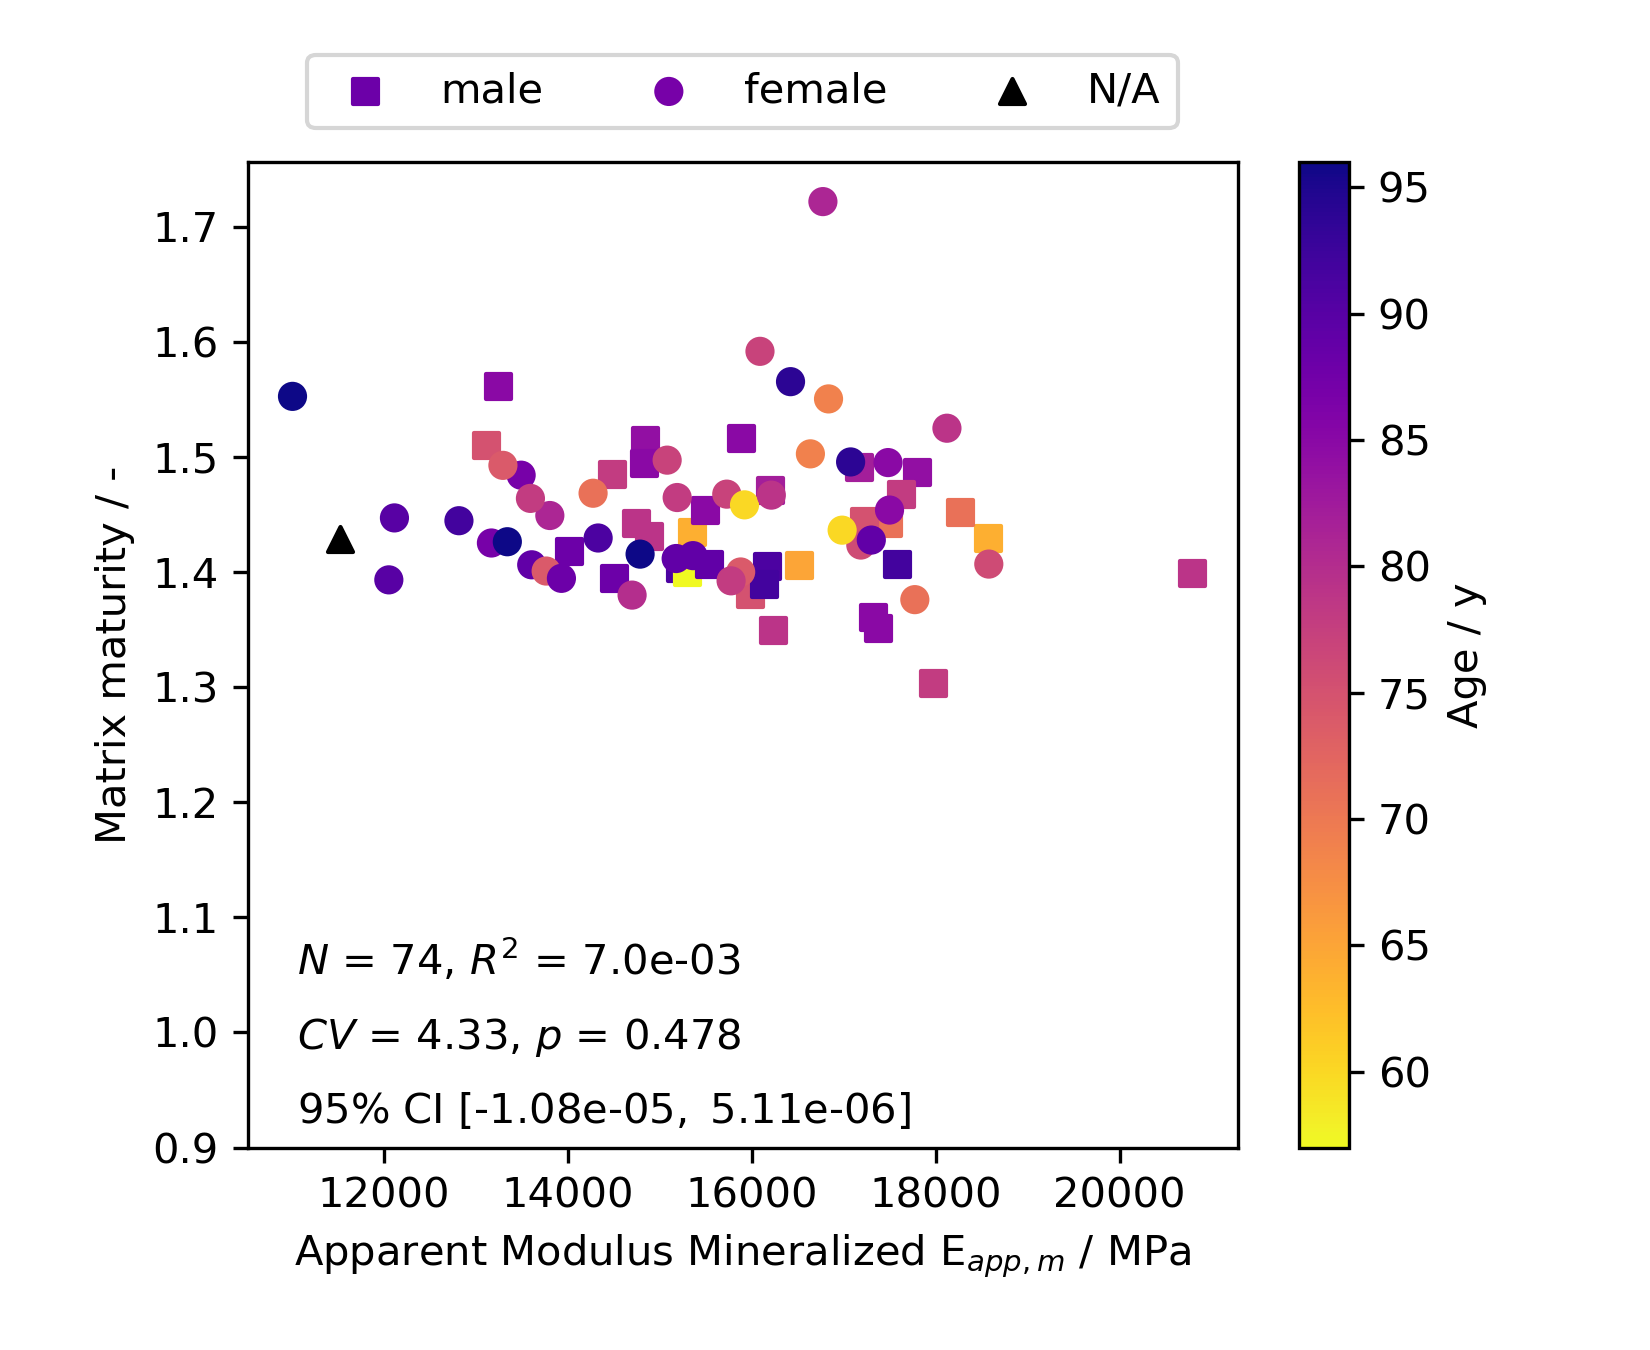 male female N/A
1.7
1.6
1.5
1.4
1.3
1.2
1.1
1.0
0.9
Matrix maturity / -
N = 74, R² = 7.0e-03
CV = 4.33, p = 0.478
95% CI [-1.08e-05, 5.11e-06]
12000 14000 16000 18000 20000
Apparent Modulus Mineralized E_{app,m} / MPa
95
90
85
80
75
70
65
60
Age / y